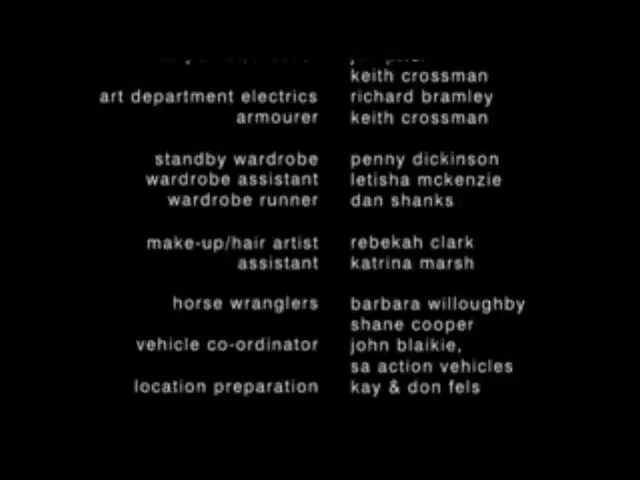 keith crossman
art department electrics richard bramley
armourer keith crossman
standby wardrobe penny dickinson
wardrobe assistant letisha mckenzie
wardrobe runner dan shanks
make-up/hair artist rebekah clark
assistant katrina marsh
horse wranglers barbara willoughby
shane cooper
vehicle co-ordinator john blaikie,
sa action vehicles
location preparation kay & don fels